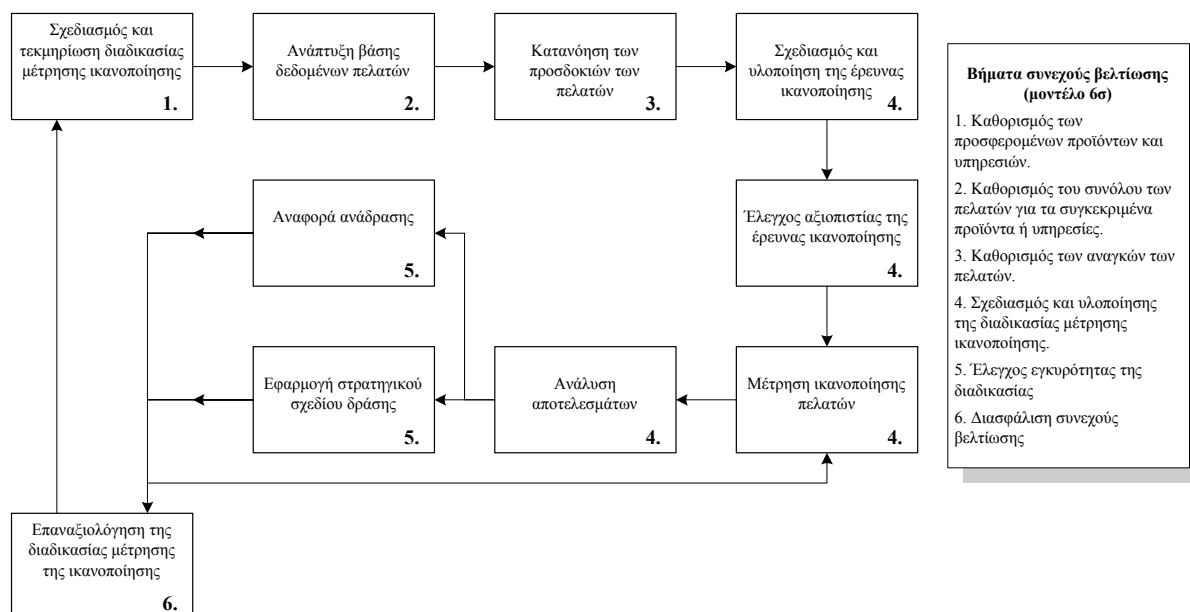 Σχεδιασμός και
τεκμηρίωση διαδικασίας
μέτρησης ικανοποίησης
1.
Ανάπτυξη βάσης
δεδομένων πελατών
2.
Κατανόηση των
προσδοκιών των
πελατών
3.
Σχεδιασμός και
υλοποίηση της έρευνας
ικανοποίησης
4.
Έλεγχος αξιοπιστίας της
έρευνας ικανοποίησης
4.
Μέτρηση ικανοποίησης
πελατών
4.
Ανάλυση
αποτελεσμάτων
4.
Αναφορά ανάδρασης
5.
Εφαρμογή στρατηγικού
σχεδίου δράσης
5.
Επαναξιολόγηση της
διαδικασίας μέτρησης
της ικανοποίησης
6.
Βήματα συνεχούς βελτίωσης
(μοντέλο 6σ)
1. Καθορισμός των
προσφερομένων προϊόντων και
υπηρεσιών.
2. Καθορισμός του συνόλου των
πελατών για τα συγκεκριμένα
προϊόντα ή υπηρεσίες.
3. Καθορισμός των αναγκών των
πελατών.
4. Σχεδιασμός και υλοποίησης
της διαδικασίας μέτρησης
ικανοποίησης.
5. Έλεγχος εγκυρότητας της
διαδικασίας
6. Διασφάλιση συνεχούς
βελτίωσης